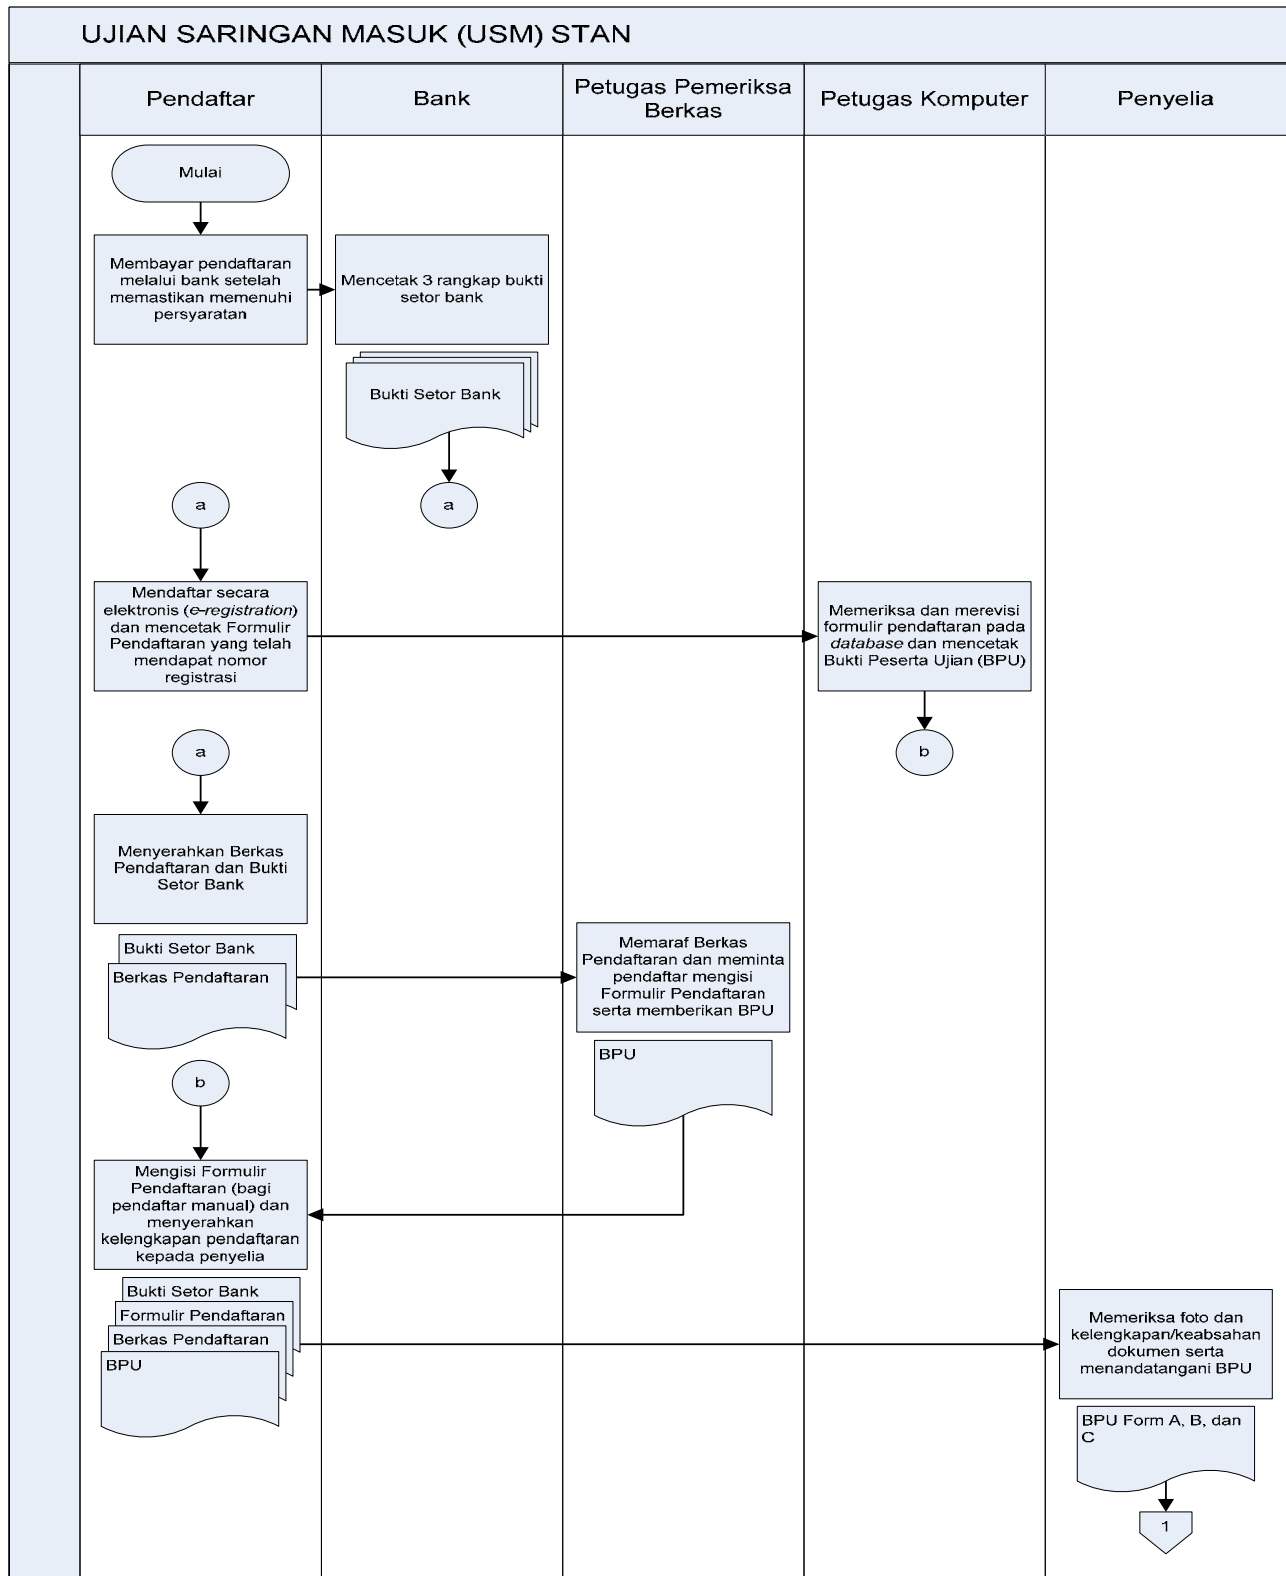 UJIAN SARINGAN MASUK (USM) STAN
Pendaftar
Bank
Petugas Pemeriksa
Berkas
Petugas Komputer
Penyelia
Mulai
Membayar pendaftaran
melalui bank setelah
memastikan memenuhi
persyaratan
Mencetak 3 rangkap bukti
setor bank
Bukti Setor Bank
a
a
Mendaftar secara
elektronis (e-registration)
dan mencetak Formulir
Pendaftaran yang telah
mendapat nomor
registrasi
Memeriksa dan merevisi
formulir pendaftaran pada
database dan mencetak
Bukti Peserta Ujian (BPU)
a
b
Menyerahkan Berkas
Pendaftaran dan Bukti
Setor Bank
Bukti Setor Bank
Berkas Pendaftaran
Memaraf Berkas
Pendaftaran dan meminta
pendaftar mengisi
Formulir Pendaftaran
serta memberikan BPU
BPU
b
Mengisi Formulir
Pendaftaran (bagi
pendaftar manual) dan
menyerahkan
kelengkapan pendaftaran
kepada penyelia
Bukti Setor Bank
Formulir Pendaftaran
Berkas Pendaftaran
BPU
Memeriksa foto dan
kelengkapan/keabsahan
dokumen serta
menandatangani BPU
BPU Form A, B, dan
C
1